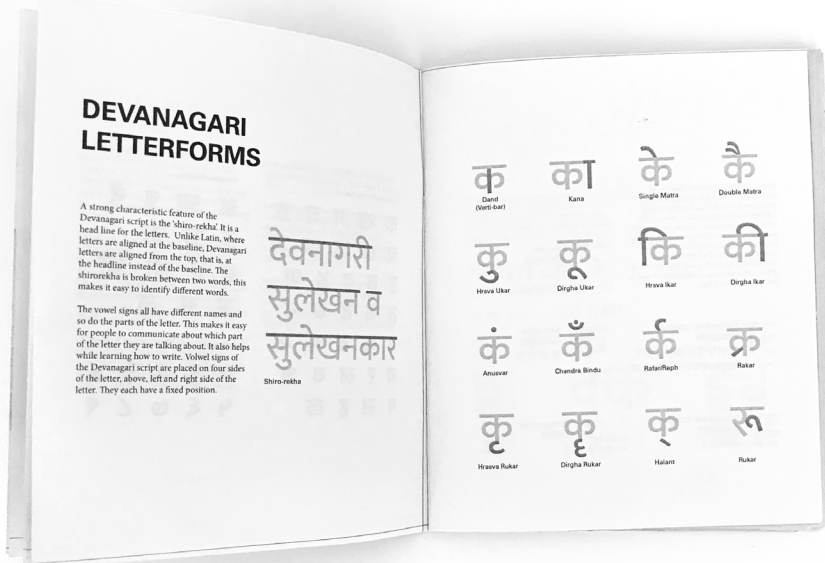 DEVANAGARI
LETTERFORMS
A strong characteristic feature of the
Devanagari script is the 'shiro-rekha'. It is a
head line for the letters. Unlike Latin, where
letters are aligned at the baseline, Devanagari
letters are aligned from the top, that is, at
the headline instead of the baseline. The
shirorekha is broken between two words, this
makes it easy to identify different words.
The vowel signs all have different names and
so do the parts of the letter. This makes it easy
for people to communicate about which part
of the letter they are talking about. It also helps
while learning how to write. Volwel signs of
the Devanagari script are placed on four sides
of the letter, above, left and right side of the
letter. They each have a fixed position.
देवनागरी
सुलेखन व
सुलेखनकार
Shiro-rekha
क का के कै
Dand Kana Single Matra Double Matra
(Verti-bar)
कु कू कि की
Hrsva Ukar Dirgha Ukar Hrsva Ikar Dirgha Ikar
कं कँ र्क क्र
Anusvar Chandra Bindu Rafar/Reph Rakar
कृ कॄ क् रू
Hrasva Rukar Dirgha Rukar Halant Rukar